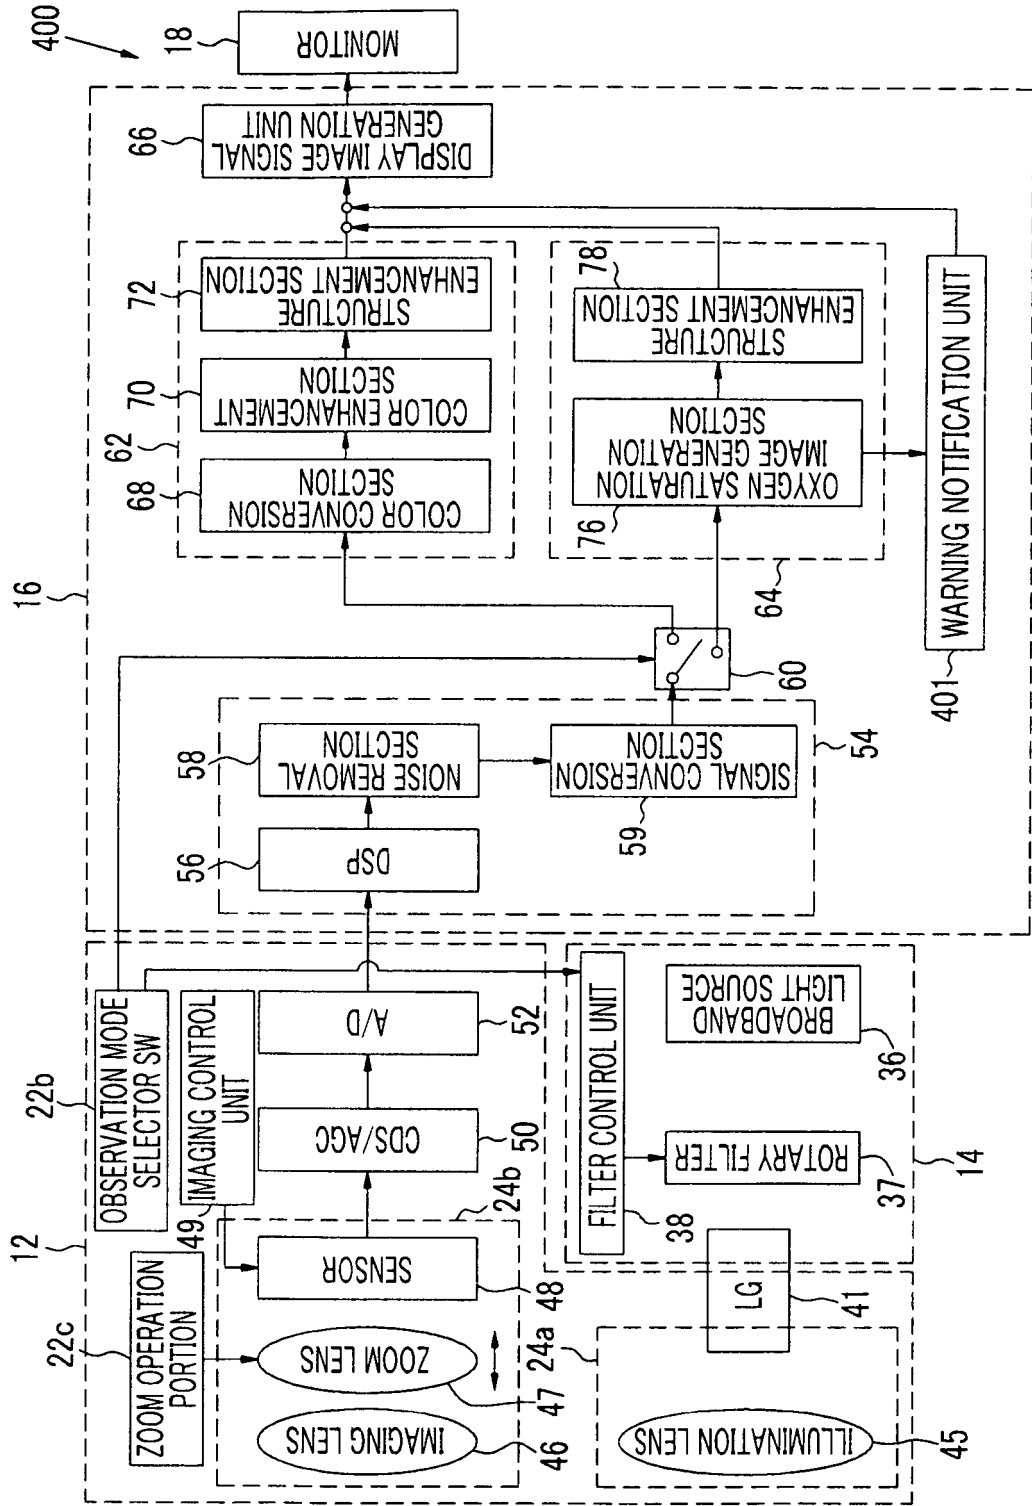 400
12
22c
ZOOM OPERATION
PORTION
22b
OBSERVATION MODE
SELECTOR SW
49
IMAGING CONTROL
UNIT
IMAGING LENS
46
ZOOM LENS
47
SENSOR
48
24b
CDS/AGC
50
A/D
52
24a
ILLUMINATION LENS
45
LG
41
14
FILTER CONTROL UNIT
38
ROTARY FILTER
37
BROADBAND
LIGHT SOURCE
36
16
56
DSP
58
NOISE REMOVAL
SECTION
59
SIGNAL CONVERSION
SECTION
54
60
62
68
COLOR CONVERSION
SECTION
70
COLOR ENHANCEMENT
SECTION
72
STRUCTURE
ENHANCEMENT SECTION
64
76
OXYGEN SATURATION
IMAGE GENERATION
SECTION
78
STRUCTURE
ENHANCEMENT SECTION
401
WARNING NOTIFICATION UNIT
66
DISPLAY IMAGE SIGNAL
GENERATION UNIT
18
MONITOR